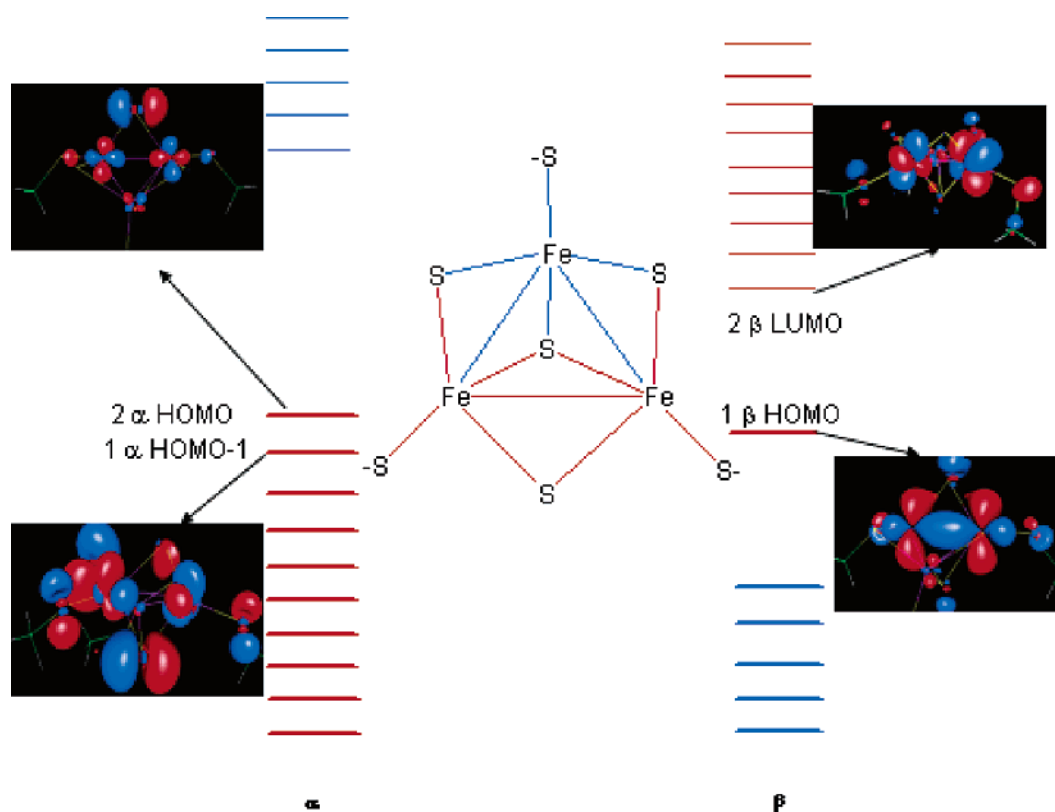 -S
Fe
S
S
S
2 β LUMO
Fe
Fe
2 α HOMO
1 β HOMO
1 α HOMO-1
-S
S-
S
α
β